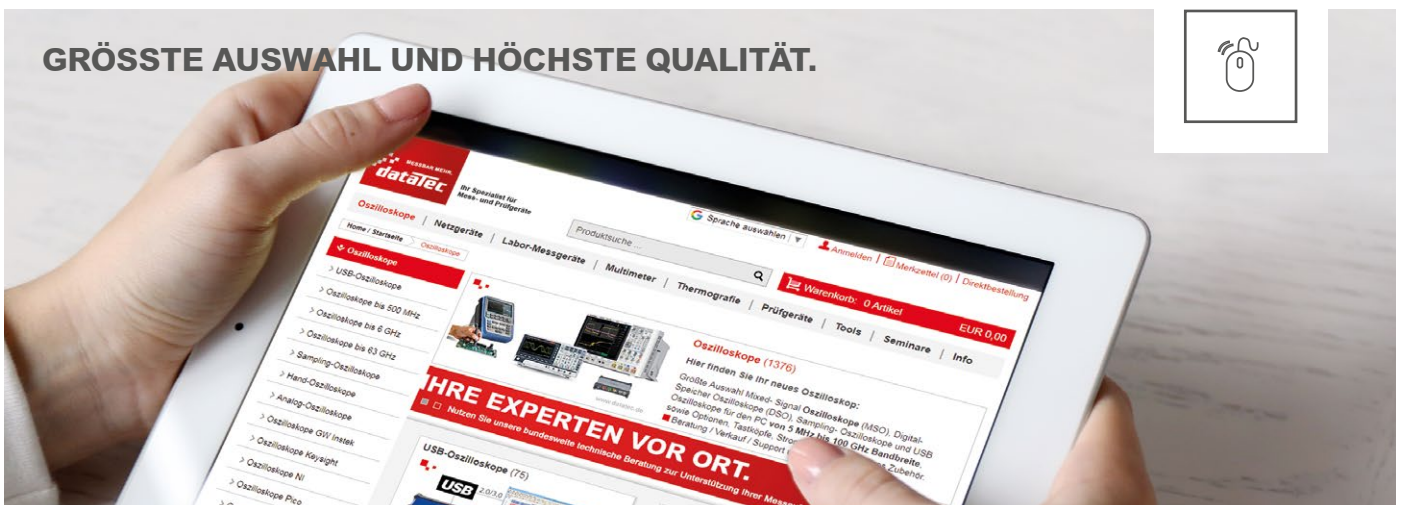 GRÖSSTE AUSWAHL UND HÖCHSTE QUALITÄT.
MESSBAR MEHR.
dataTec
Ihr Spezialist für
Mess- und Prüfgeräte
Sprache auswählen
Anmelden | Merkzettel (0) | Direktbestellung
Produktsuche ...
Warenkorb: 0 Artikel EUR 0,00
Oszilloskope | Netzgeräte | Labor-Messgeräte | Multimeter | Thermografie | Prüfgeräte | Tools | Seminare | Info
Home / Startseite Oszilloskope
Oszilloskope
> USB-Oszilloskope
> Oszilloskope bis 500 MHz
> Oszilloskope bis 6 GHz
> Oszilloskope bis 63 GHz
> Sampling-Oszilloskope
> Hand-Oszilloskope
> Analog-Oszilloskope
> Oszilloskope GW Instek
> Oszilloskope Keysight
> Oszilloskope NI
> Oszilloskope Pico
www.datatec.de
Oszilloskope (1376)
Hier finden Sie Ihr neues Oszilloskop:
Größte Auswahl Mixed- Signal Oszilloskope (MSO), Digital-
Speicher Oszilloskope (DSO), Sampling- Oszilloskope und USB
Oszilloskope für den PC von 5 MHz bis 100 GHz Bandbreite,
sowie Optionen, Tastköpfe, Zubehör.
Beratung / Verkauf / Support
IHRE EXPERTEN VOR ORT.
Nutzen Sie unsere bundesweite technische Beratung zur Unterstützung Ihrer
USB-Oszilloskope (75)
USB 2.0/3.0